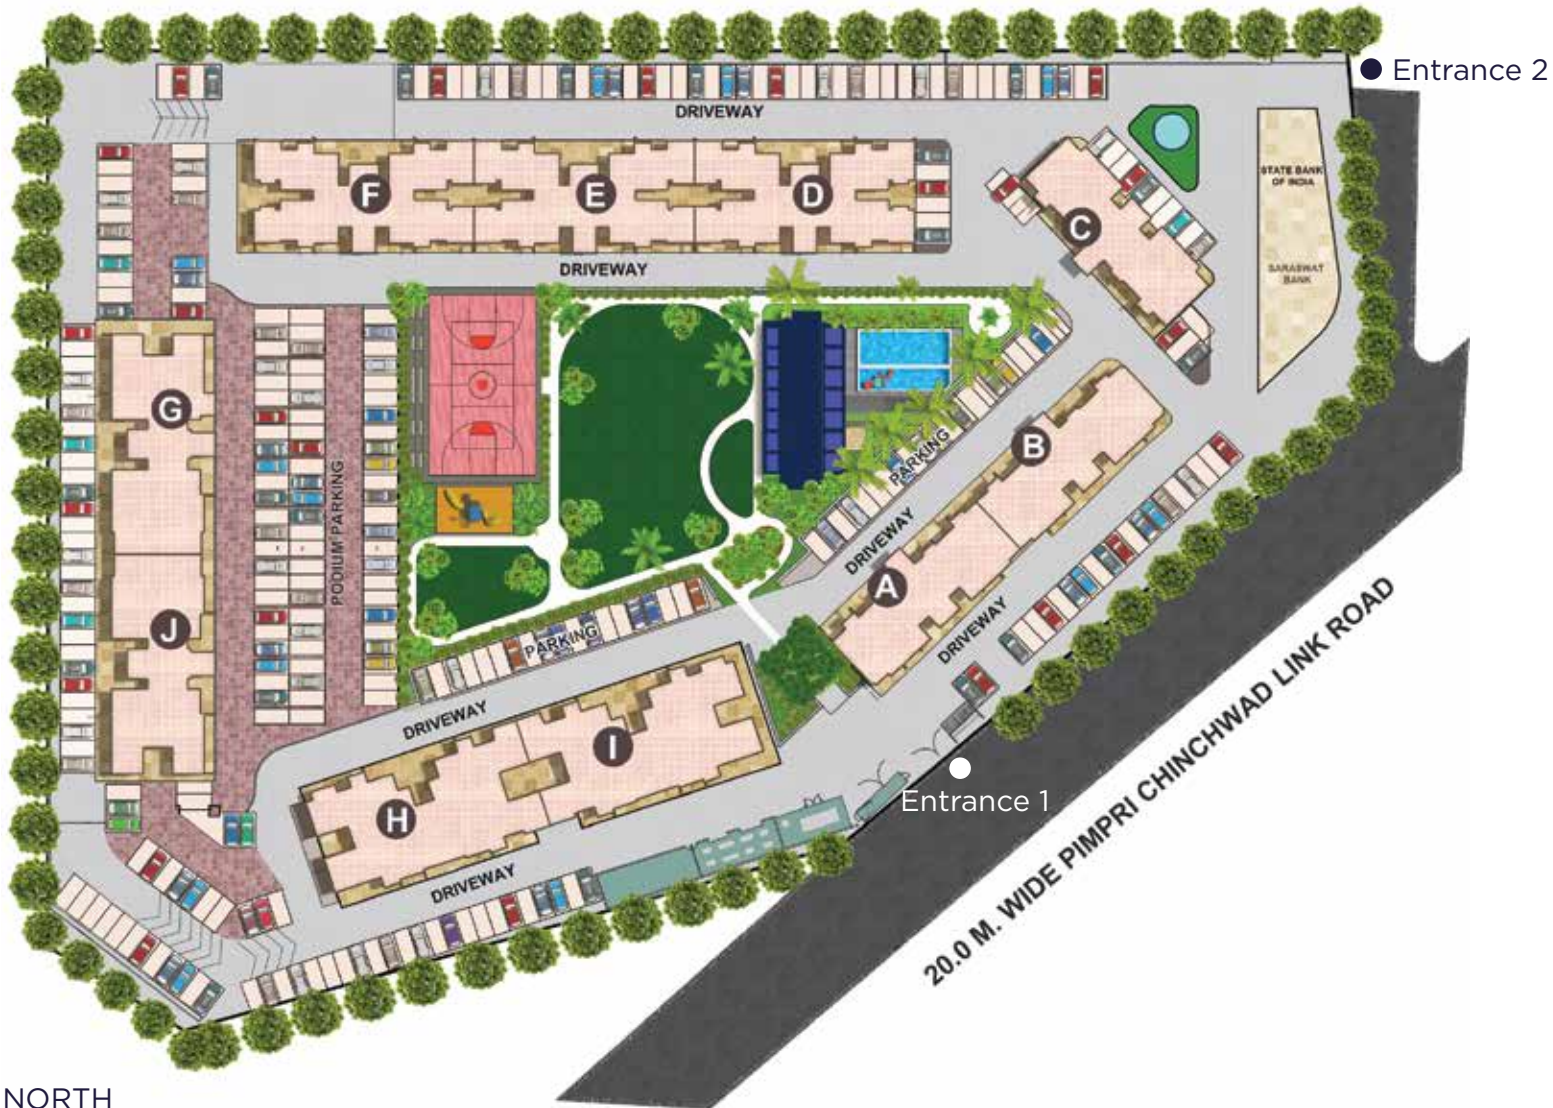 Entrance 2
DRIVEWAY
STATE BANK
OF INDIA
F
E
D
C
DRIVEWAY
SARASWAT
BANK
G
B
PARKING
PODIUM PARKING
DRIVEWAY
A
J
PARKING
DRIVEWAY
DRIVEWAY
I
H
Entrance 1
20.0 M. WIDE PIMPRI CHINCHWAD LINK ROAD
DRIVEWAY
NORTH